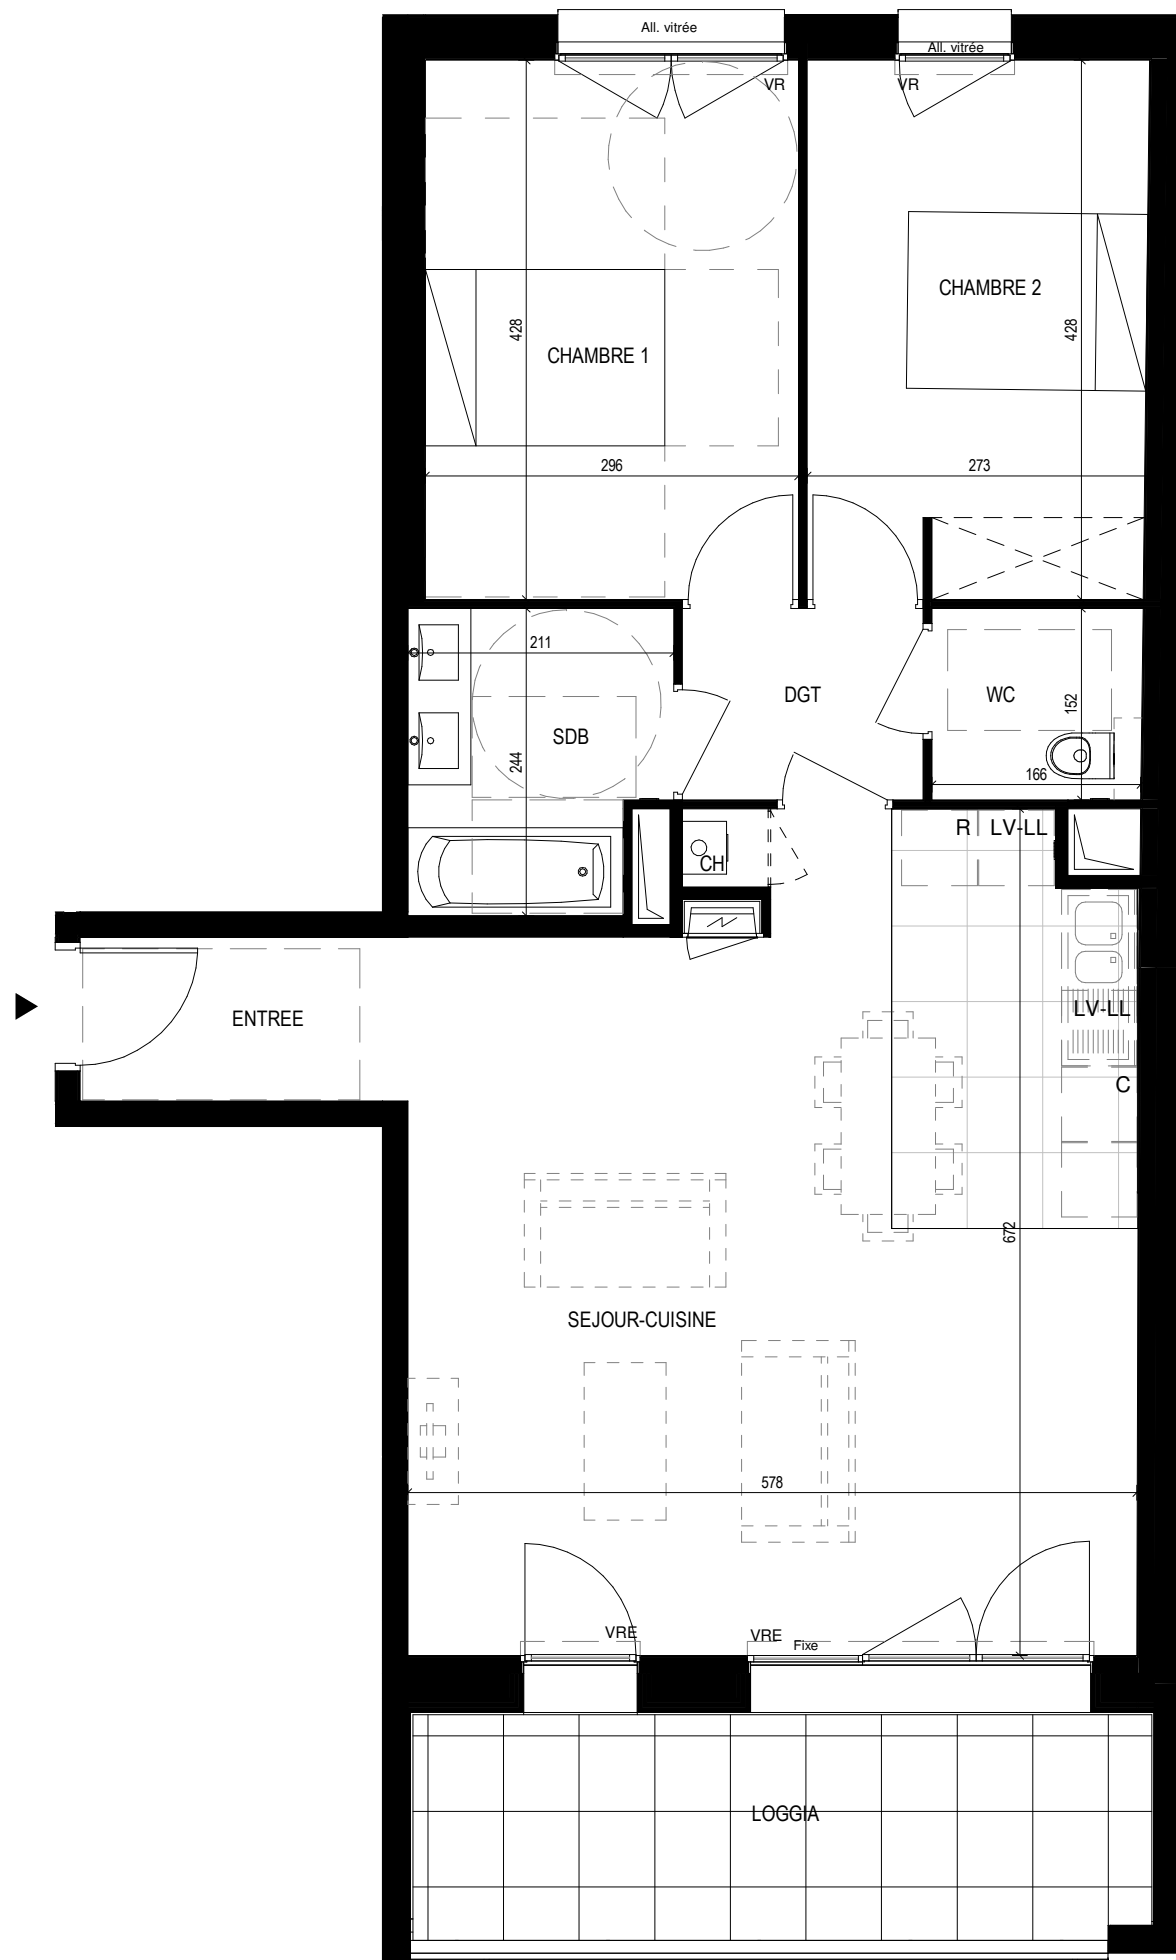 All. vitrée
All. vitrée
VR
VR
CHAMBRE 2
428
428
CHAMBRE 1
296
273
211
DGT
WC
152
SDB
244
166
R
LV-LL
CH
LV-LL
ENTREE
C
672
SEJOUR-CUISINE
578
VRE
VRE
Fixe
LOGGIA